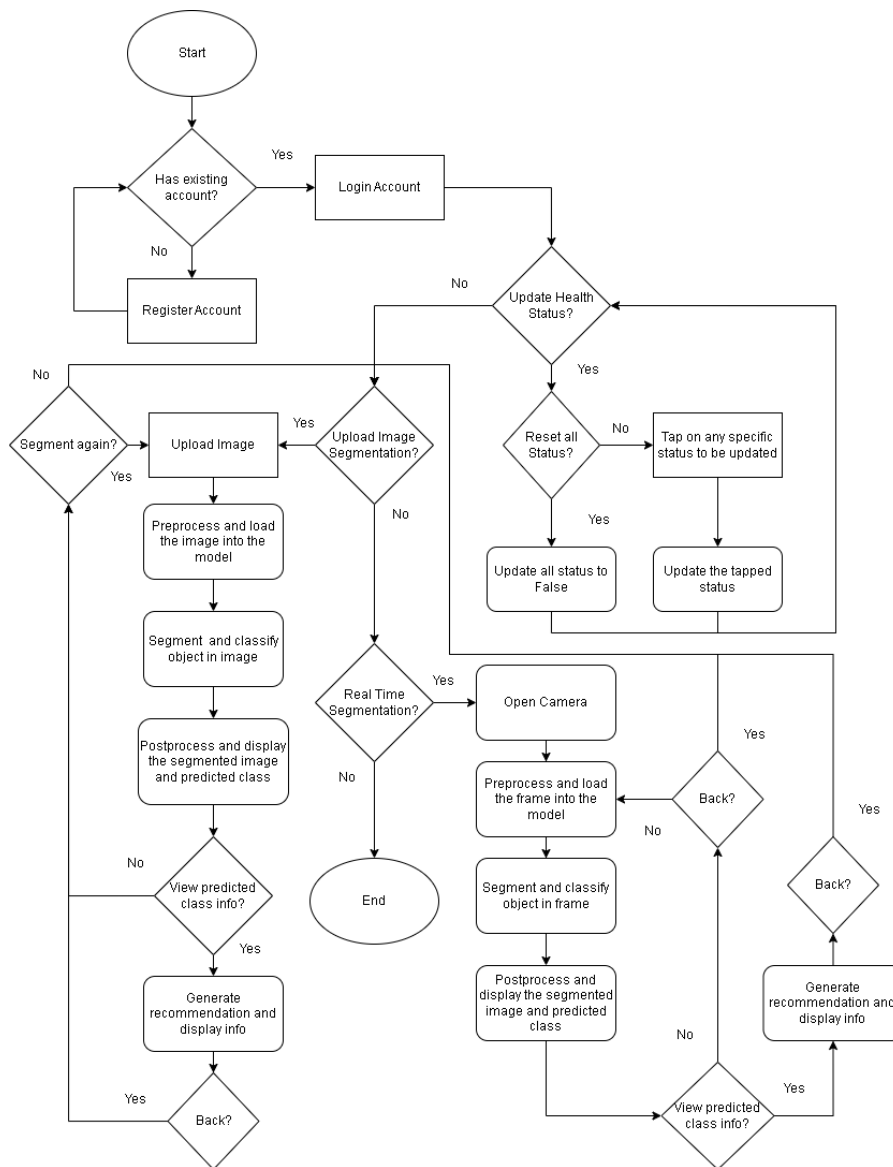 Start
Has existing
account?
Yes
Login Account
No
Register Account
No
Update Health
Status?
Yes
No
Segment again?
Yes
Upload Image
Yes
Upload Image
Segmentation?
No
Reset all
Status?
No
Tap on any specific
status to be updated
Yes
Update all status to
False
Update the tapped
status
Preprocess and load
the image into the
model
Segment and classify
object in image
Postprocess and display
the segmented image
and predicted class
No
View predicted
class info?
Yes
Generate
recommendation and
display info
Yes
Back?
Real Time
Segmentation?
Yes
No
End
Open Camera
Preprocess and load
the frame into the
model
Segment and classify
object in frame
Postprocess and
display the segmented
image and predicted
class
Yes
Back?
No
No
View predicted
class info?
Yes
Generate
recommendation and
display info
Back?
Yes